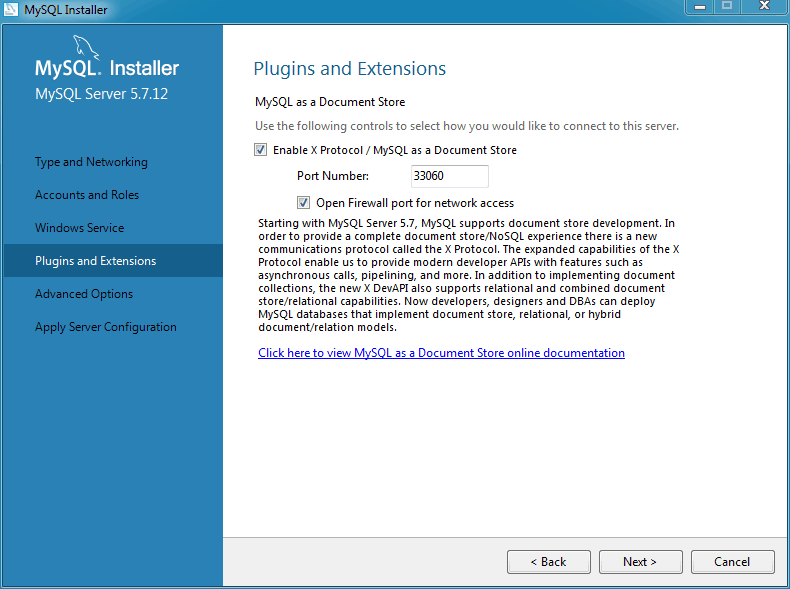 MySQL Installer
MySQL. Installer
MySQL Server 5.7.12
Type and Networking
Accounts and Roles
Windows Service
Plugins and Extensions
Advanced Options
Apply Server Configuration
Plugins and Extensions
MySQL as a Document Store
Use the following controls to select how you would like to connect to this server.
Enable X Protocol / MySQL as a Document Store
Port Number: 33060
Open Firewall port for network access
Starting with MySQL Server 5.7, MySQL supports document store development. In
order to provide a complete document store/NoSQL experience there is a new
communications protocol called the X Protocol. The expanded capabilities of the X
Protocol enable us to provide modern developer APIs with features such as
asynchronous calls, pipelining, and more. In addition to implementing document
collections, the new X DevAPI also supports relational and combined document
store/relational capabilities. Now developers, designers and DBAs can deploy
MySQL databases that implement document store, relational, or hybrid
document/relation models.
Click here to view MySQL as a Document Store online documentation
< Back Next > Cancel